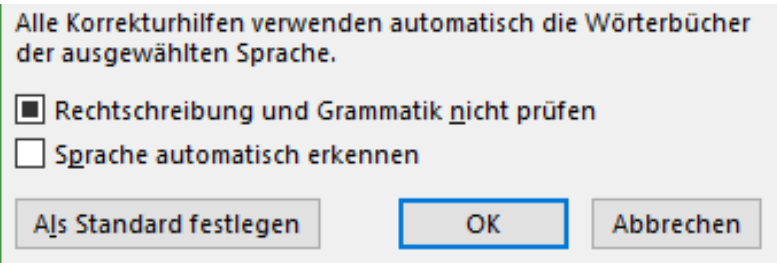 Alle Korrekturhilfen verwenden automatisch die Wörterbücher
der ausgewählten Sprache.
Rechtschreibung und Grammatik nicht prüfen
Sprache automatisch erkennen
Als Standard festlegen OK Abbrechen